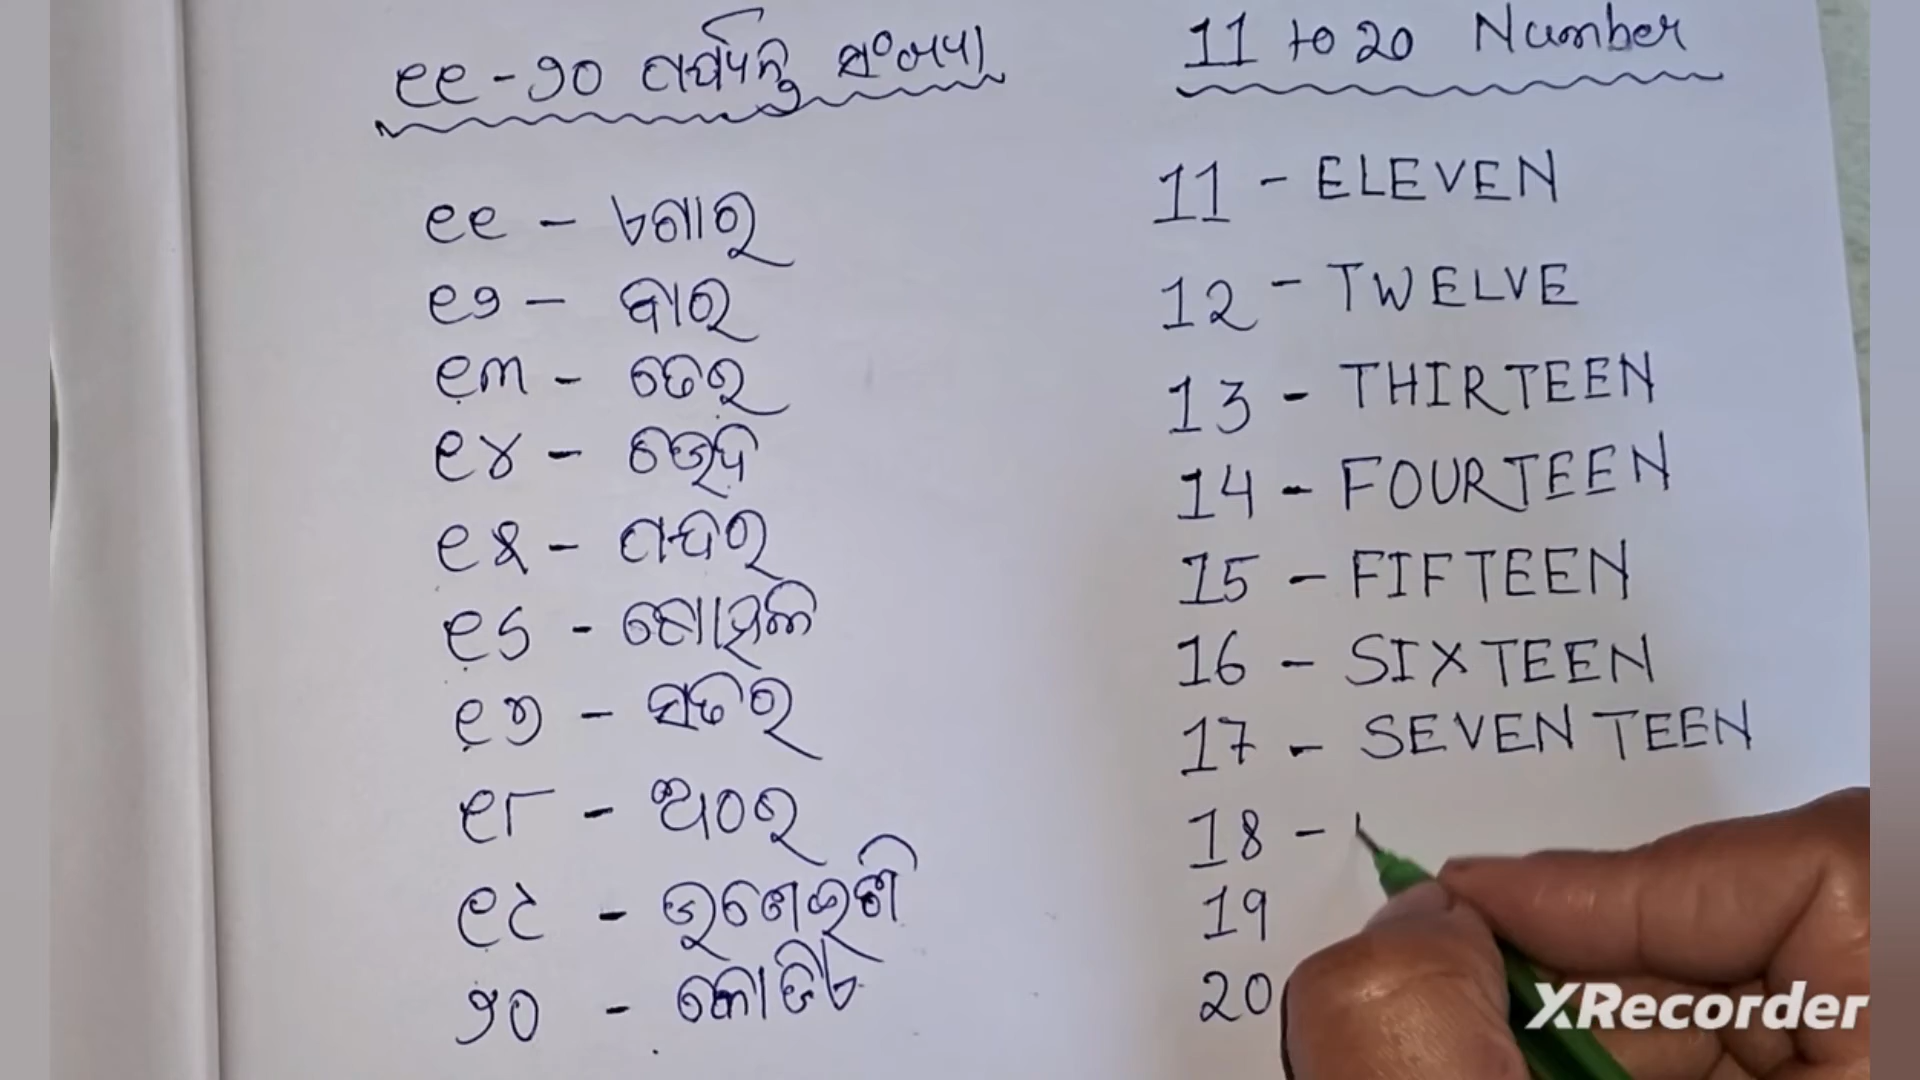 ୧୧-୨୦ ପର୍ଯ୍ୟନ୍ତ ସଂଖ୍ୟା
୧୧ - ଏଗାର
୧୨ - ବାର
୧୩ - ତେର
୧୪ - ଚଉଦ
୧୫ - ପନ୍ଦର
୧୬ - ଷୋହଳ
୧୭ - ସତର
୧୮ - ଅଠର
୧୯ - ଉଣେଇଶି
୨୦ - କୋଡିଏ
11 to 20 Number
11 - ELEVEN
12 - TWELVE
13 - THIRTEEN
14 - FOURTEEN
15 - FIFTEEN
16 - SIXTEEN
17 - SEVENTEEN
18 -
19
20
XRecorder